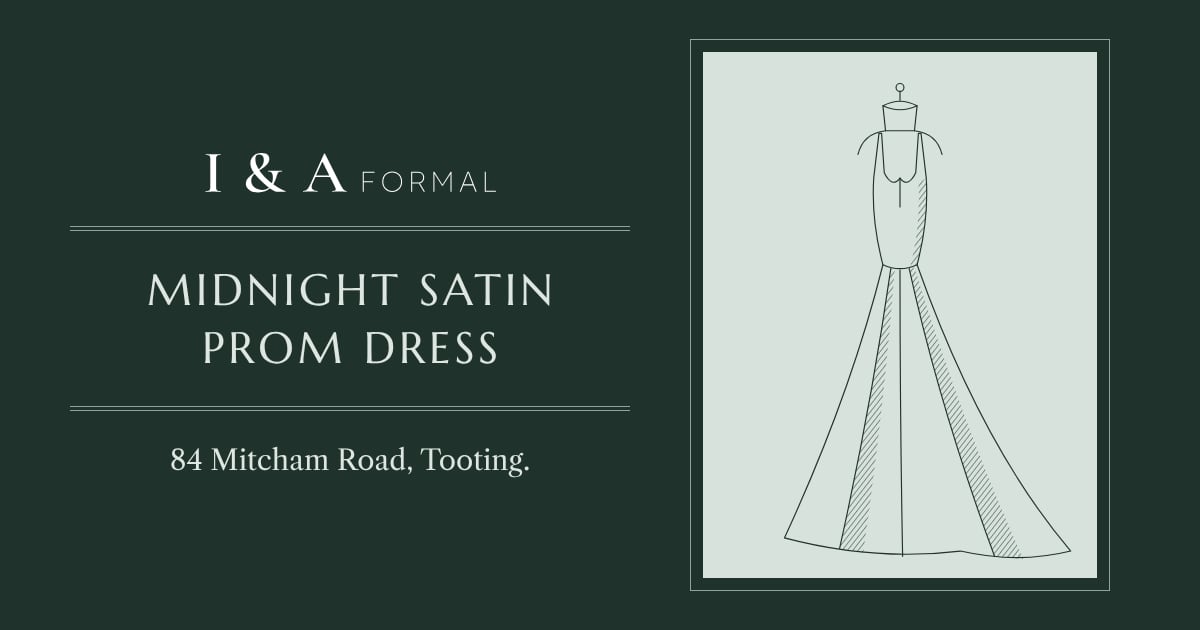 I & A FORMAL
MIDNIGHT SATIN
PROM DRESS
84 Mitcham Road, Tooting.